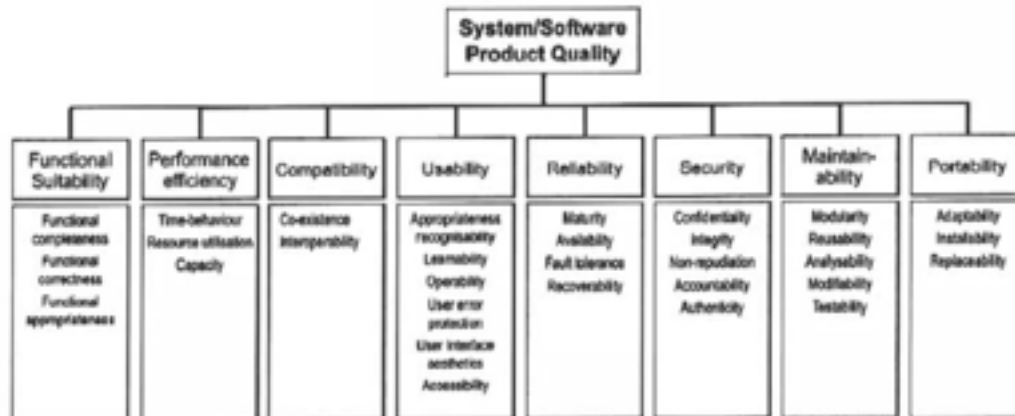 System/Software
Product Quality
Functional
Suitability
Functional
completeness
Functional
correctness
Functional
appropriateness
Performance
efficiency
Time-behaviour
Resource utilisation
Capacity
Compatibility
Co-existence
Interoperability
Usability
Appropriateness
recognisability
Learnability
Operability
User error
protection
User interface
aesthetics
Accessibility
Reliability
Maturity
Availability
Fault tolerance
Recoverability
Security
Confidentiality
Integrity
Non-repudiation
Accountability
Authenticity
Maintain-
ability
Modularity
Reusability
Analysability
Modifiability
Testability
Portability
Adaptability
Installability
Replaceability